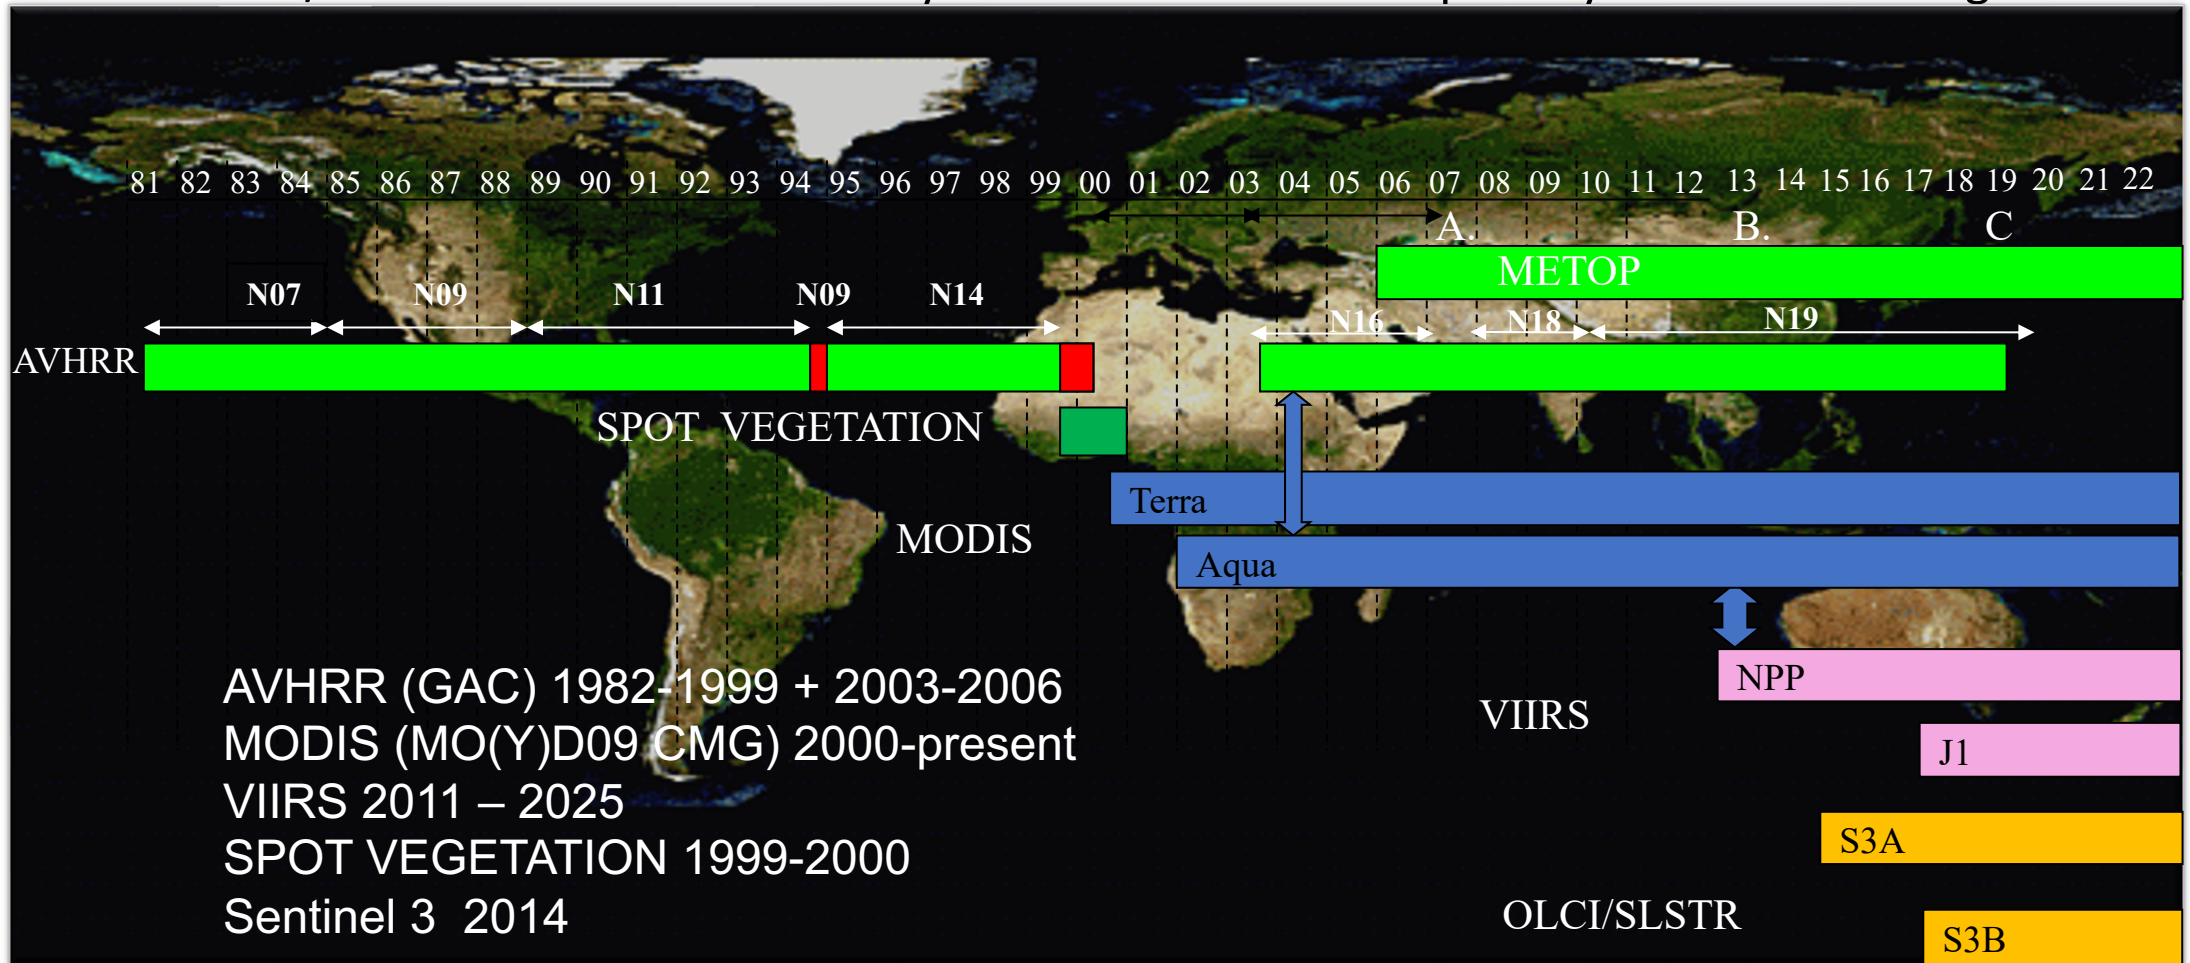 81 82 83 84 85 86 87 88 89 90 91 92 93 94 95 96 97 98 99 00 01 02 03 04 05 06 07 08 09 10 11 12 13 14 15 16 17 18 19 20 21 22
A. B. C
METOP
N07 N09 N11 N09 N14 N16 N18 N19
AVHRR
SPOT VEGETATION
Terra
MODIS
Aqua
NPP
VIIRS
J1
S3A
OLCI/SLSTR
S3B
AVHRR (GAC) 1982-1999 + 2003-2006
MODIS (MO(Y)D09 CMG) 2000-present
VIIRS 2011 – 2025
SPOT VEGETATION 1999-2000
Sentinel 3 2014